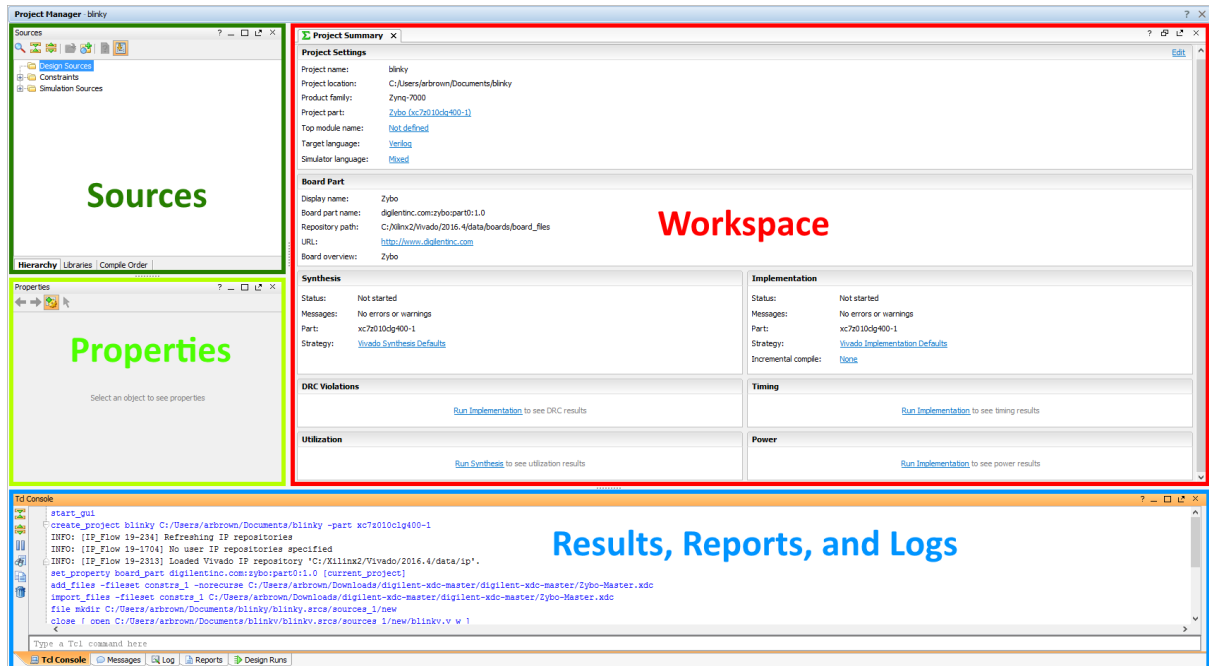 Project Manager - blinky
Sources
Design Sources
Constraints
Simulation Sources
Sources
Hierarchy Libraries Compile Order
Properties
Properties
Select an object to see properties
Project Summary
Project Settings Edit
Project name: blinky
Project location: C:/Users/arbrown/Documents/blinky
Product family: Zynq-7000
Project part: Zybo (xc7z010clg400-1)
Top module name: Not defined
Target language: Verilog
Simulator language: Mixed
Board Part
Display name: Zybo
Board part name: digilentinc.com:zybo:part0:1.0
Repository path: C:/Xilinx2/Vivado/2016.4/data/boards/board_files
URL: http://www.digilentinc.com
Board overview: Zybo
Workspace
Synthesis
Status: Not started
Messages: No errors or warnings
Part: xc7z010clg400-1
Strategy: Vivado Synthesis Defaults
Implementation
Status: Not started
Messages: No errors or warnings
Part: xc7z010clg400-1
Strategy: Vivado Implementation Defaults
Incremental compile: None
DRC Violations
Run Implementation to see DRC results
Timing
Run Implementation to see timing results
Utilization
Run Synthesis to see utilization results
Power
Run Implementation to see power results
Tcl Console
start_gui
create_project blinky C:/Users/arbrown/Documents/blinky -part xc7z010clg400-1
INFO: [IP_Flow 19-234] Refreshing IP repositories
INFO: [IP_Flow 19-1704] No user IP repositories specified
INFO: [IP_Flow 19-2313] Loaded Vivado IP repository 'C:/Xilinx2/Vivado/2016.4/data/ip'.
set_property board_part digilentinc.com:zybo:part0:1.0 [current_project]
add_files -fileset constrs_1 -norecurse C:/Users/arbrown/Downloads/digilent-xdc-master/digilent-xdc-master/Zybo-Master.xdc
import_files -fileset constrs_1 C:/Users/arbrown/Downloads/digilent-xdc-master/digilent-xdc-master/Zybo-Master.xdc
file mkdir C:/Users/arbrown/Documents/blinky/blinky.srcs/sources_1/new
close [ open C:/Users/arbrown/Documents/blinky/blinky.srcs/sources_1/new/blinky.v w ]
Results, Reports, and Logs
Type a Tcl command here
Tcl Console Messages Log Reports Design Runs